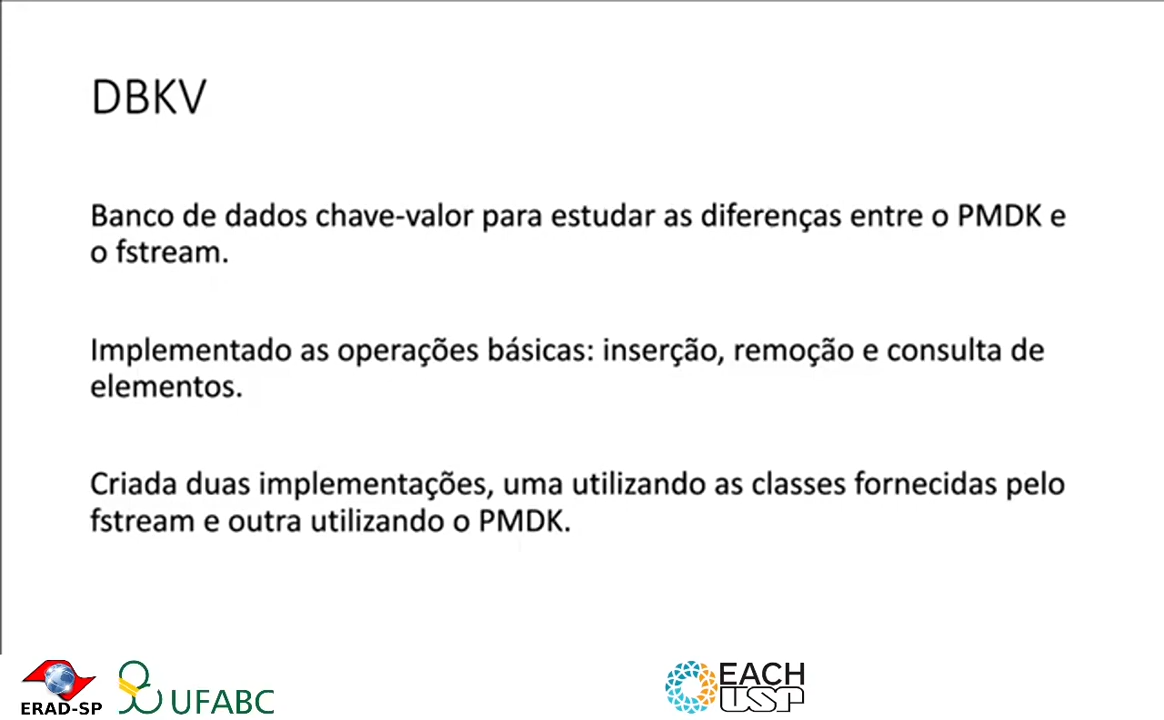 DBKV
Banco de dados chave-valor para estudar as diferenças entre o PMDK e
o fstream.
Implementado as operações básicas: inserção, remoção e consulta de
elementos.
Criada duas implementações, uma utilizando as classes fornecidas pelo
fstream e outra utilizando o PMDK.
ERAD-SP
UFABC
EACH
USP